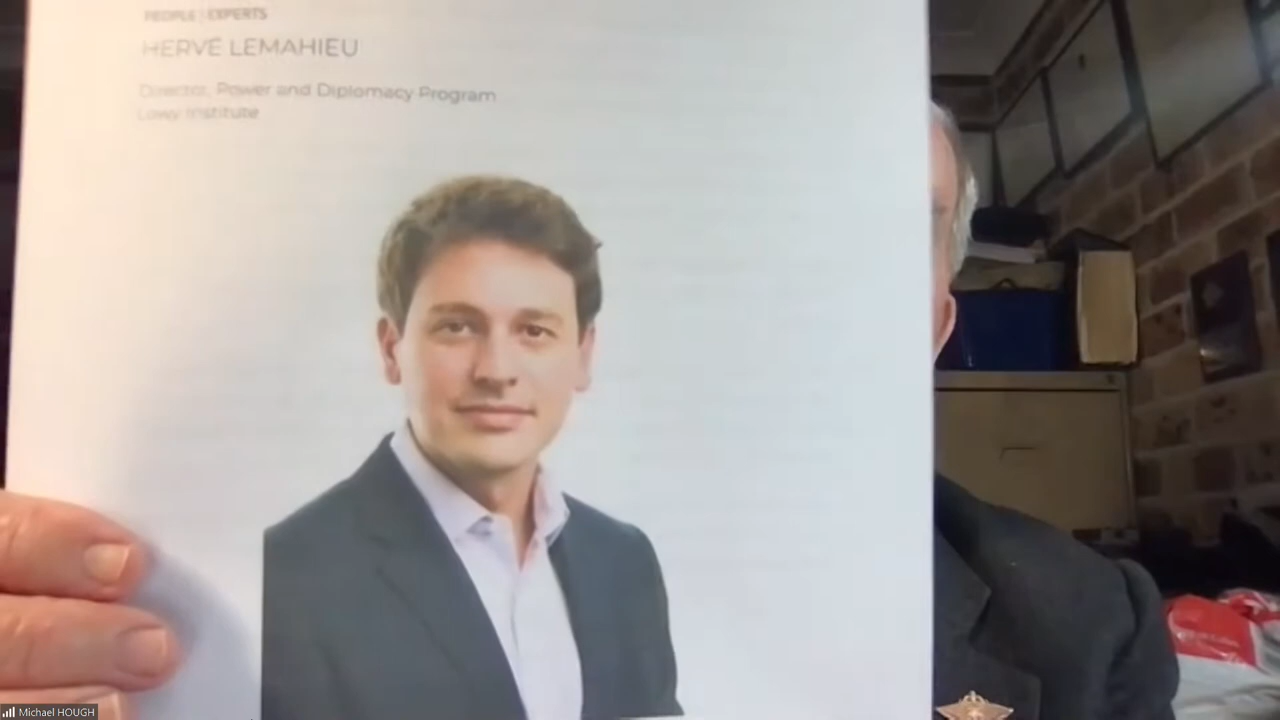 PEOPLE | EXPERTS
HERVÉ LEMAHIEU
Director, Power and Diplomacy Program
Lowy Institute
Michael HOUGH